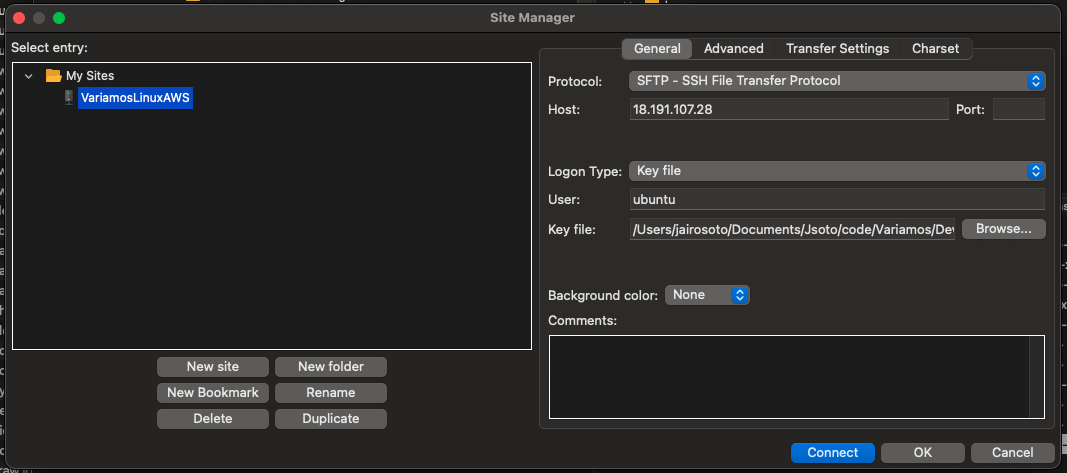 Site Manager
Select entry:
My Sites
VariamosLinuxAWS
New site
New folder
New Bookmark
Rename
Delete
Duplicate
General
Advanced
Transfer Settings
Charset
Protocol:
SFTP - SSH File Transfer Protocol
Host:
18.191.107.28
Port:
Logon Type:
Key file
User:
ubuntu
Key file:
/Users/jairosoto/Documents/Jsoto/code/Variamos/Dev
Browse...
Background color:
None
Comments:
Connect
OK
Cancel